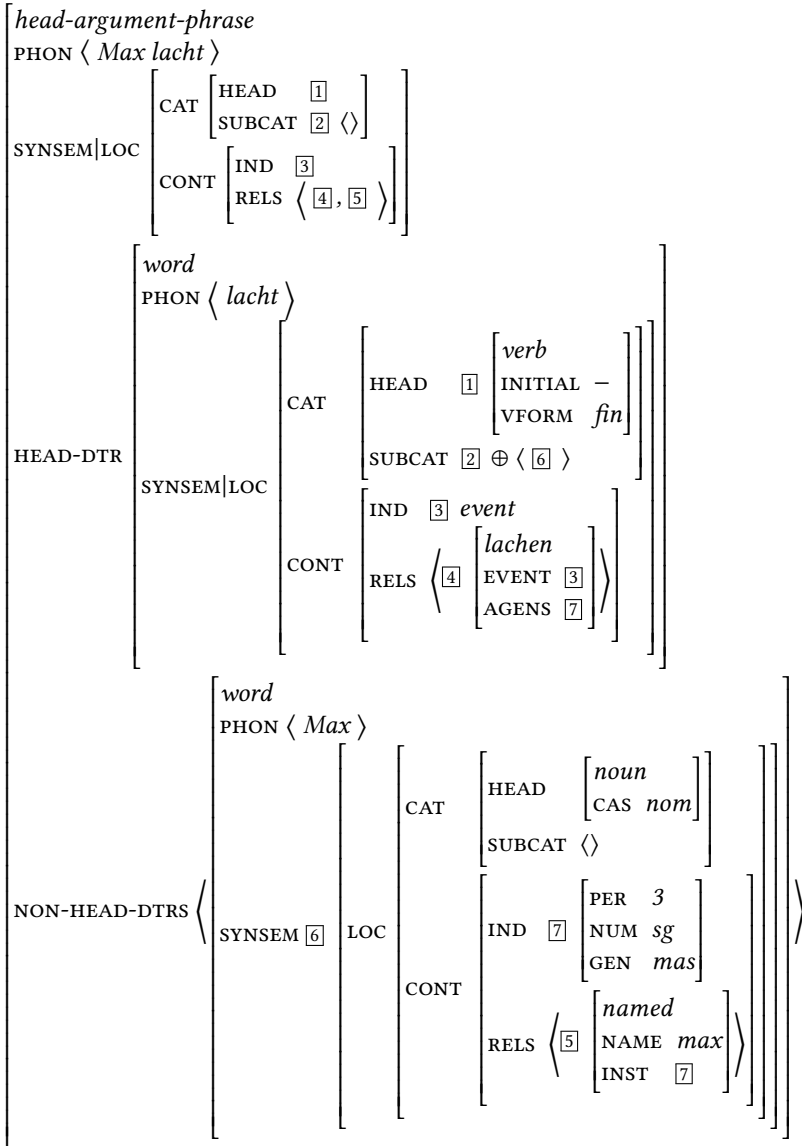 head-argument-phrase
PHON ⟨ Max lacht ⟩
SYNSEM|LOC
CAT
HEAD 1
SUBCAT 2 ⟨⟩
CONT
IND 3
RELS ⟨ 4 , 5 ⟩
HEAD-DTR
word
PHON ⟨ lacht ⟩
SYNSEM|LOC
CAT
HEAD 1
verb
INITIAL −
VFORM fin
SUBCAT 2 ⊕ ⟨ 6 ⟩
CONT
IND 3 event
RELS ⟨ 4
lachen
EVENT 3
AGENS 7 ⟩
NON-HEAD-DTRS ⟨
word
PHON ⟨ Max ⟩
SYNSEM 6
LOC
CAT
HEAD
noun
CAS nom
SUBCAT ⟨⟩
CONT
IND 7
PER 3
NUM sg
GEN mas
RELS ⟨ 5
named
NAME max
INST 7 ⟩
⟩